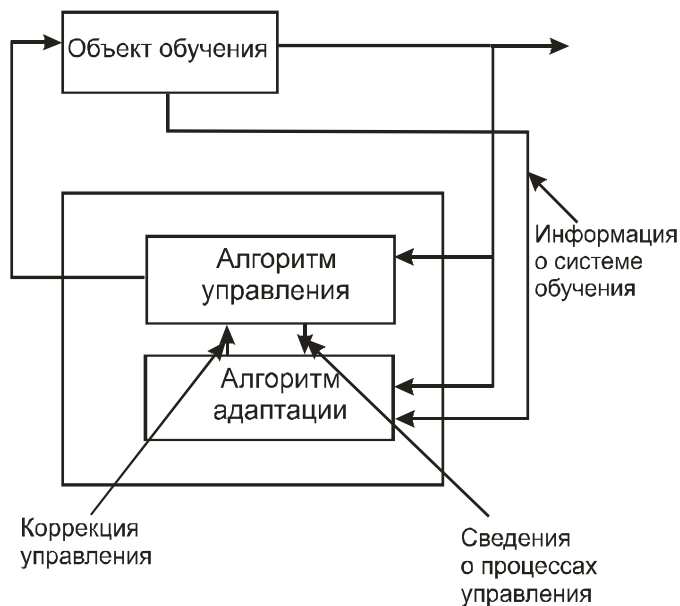 Объект обучения
Информация
о системе
обучения
Алгоритм
управления
Алгоритм
адаптации
Коррекция
управления
Сведения
о процессах
управления